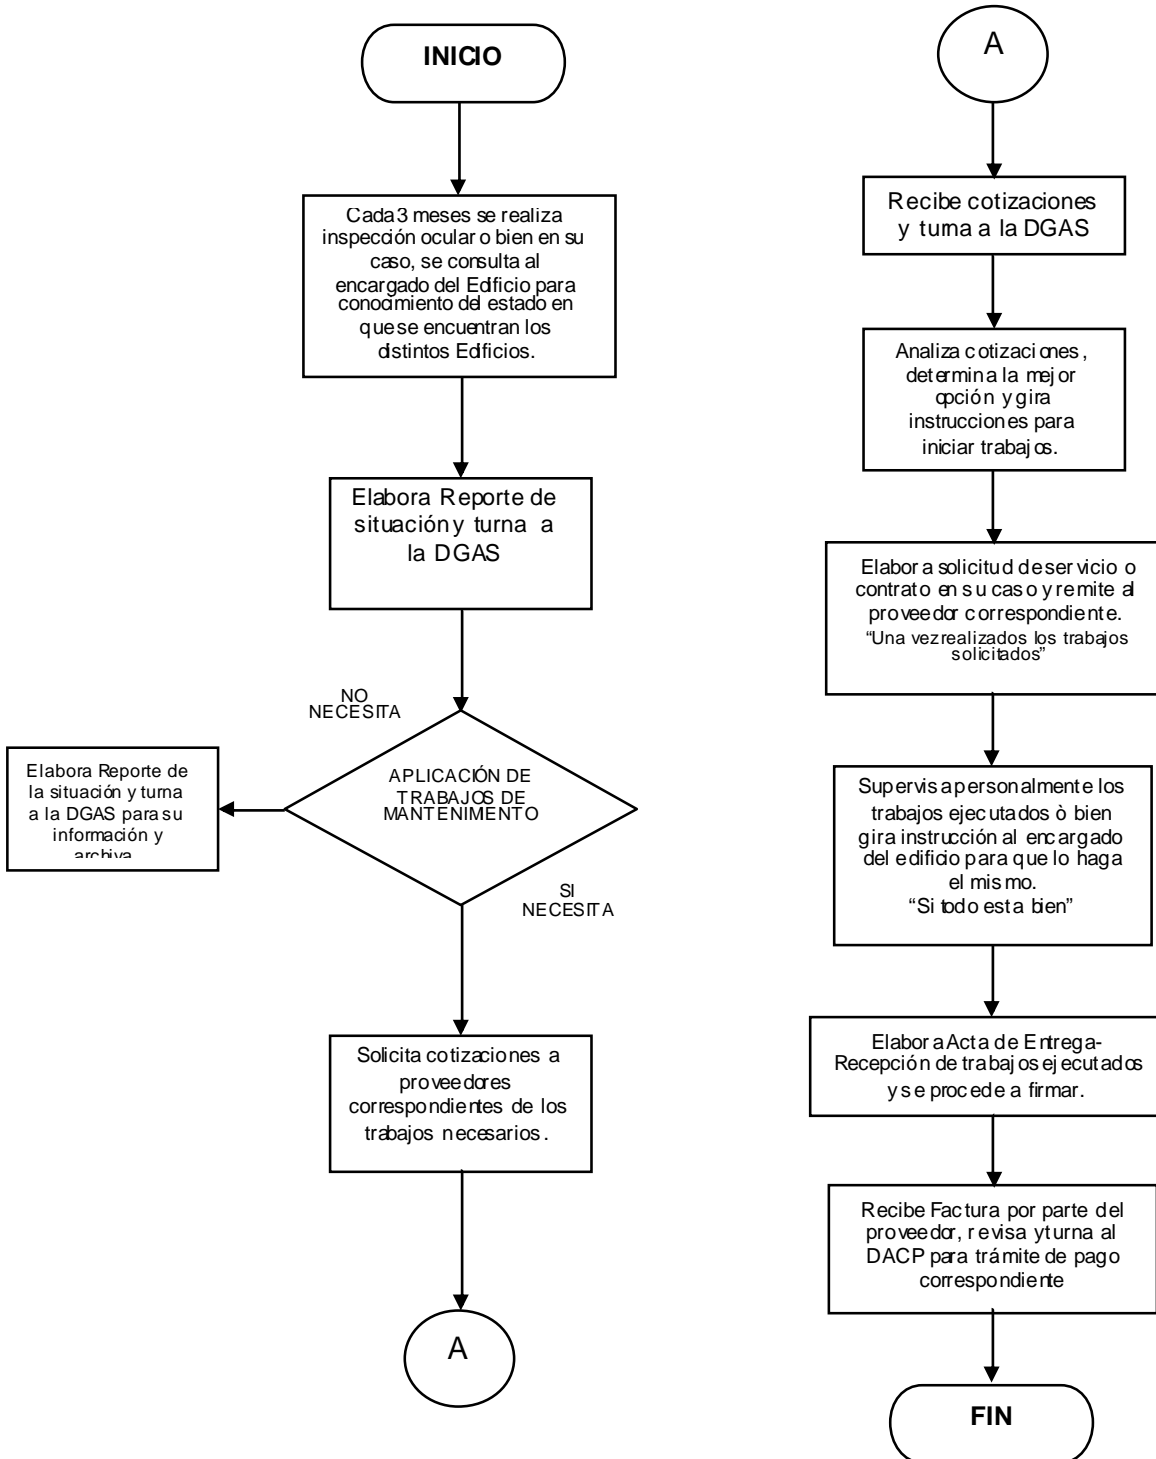 INICIO
Cada 3 meses se realiza
inspección ocular o bien en su
caso, se consulta al
encargado del Edificio para
conocimiento del estado en
que se encuentran los
distintos Edificios.
Elabora Reporte de
situación y turna a
la DGAS
NO
NECESITA
APLICACIÓN DE
TRABAJOS DE
MANTENIMENTO
Elabora Reporte de
la situación y turna
a la DGAS para su
información y
archiva
SI
NECESITA
Solicita cotizaciones a
proveedores
correspondientes de los
trabajos necesarios.
A
A
Recibe cotizaciones
y turna a la DGAS
Analiza cotizaciones,
determina la mejor
opción y gira
instrucciones para
iniciar trabajos.
Elabora solicitud de servicio o
contrato en su caso y remite al
proveedor correspondiente.
“Una vez realizados los trabajos
solicitados”
Supervisa personalmente los
trabajos ejecutados ò bien
gira instrucción al encargado
del edificio para que lo haga
el mismo.
“Si todo esta bien”
Elabora Acta de Entrega-
Recepción de trabajos ejecutados
y se procede a firmar.
Recibe Factura por parte del
proveedor, revisa y turna al
DACP para trámite de pago
correspondiente
FIN